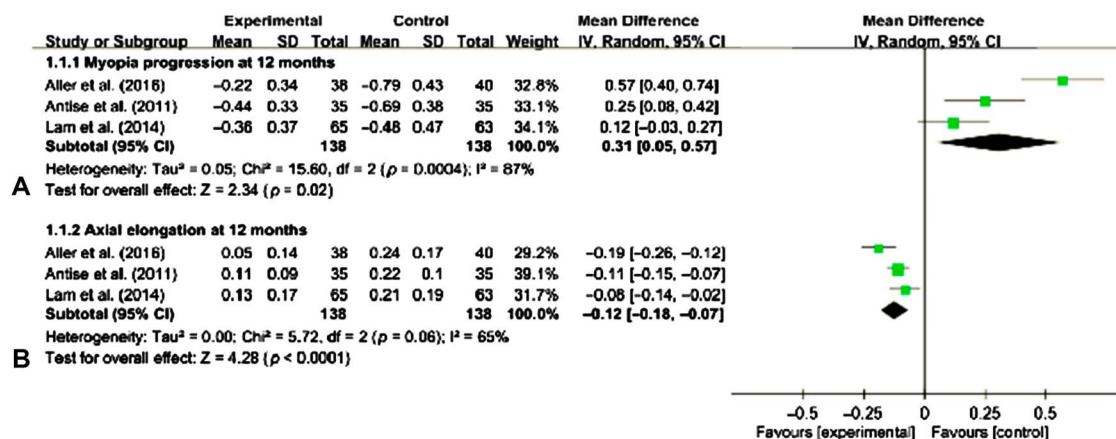 Experimental Control Mean Difference Mean Difference
Study or Subgroup Mean SD Total Mean SD Total Weight IV, Random, 95% CI IV, Random, 95% CI
1.1.1 Myopia progression at 12 months
Aller et al. (2016) −0.22 0.34 38 −0.79 0.43 40 32.8% 0.57 [0.40, 0.74]
Antise et al. (2011) −0.44 0.33 35 −0.69 0.38 35 33.1% 0.25 [0.08, 0.42]
Lam et al. (2014) −0.36 0.37 65 −0.48 0.47 63 34.1% 0.12 [−0.03, 0.27]
Subtotal (95% CI) 138 138 100.0% 0.31 [0.05, 0.57]
Heterogeneity: Tau² = 0.05; Chi² = 15.60, df = 2 (p = 0.0004); I² = 87%
A Test for overall effect: Z = 2.34 (p = 0.02)
1.1.2 Axial elongation at 12 months
Aller et al. (2016) 0.05 0.14 38 0.24 0.17 40 29.2% −0.19 [−0.26, −0.12]
Antise et al. (2011) 0.11 0.09 35 0.22 0.1 35 39.1% −0.11 [−0.15, −0.07]
Lam et al. (2014) 0.13 0.17 65 0.21 0.19 63 31.7% −0.08 [−0.14, −0.02]
Subtotal (95% CI) 138 138 100.0% −0.12 [−0.18, −0.07]
Heterogeneity: Tau² = 0.00; Chi² = 5.72, df = 2 (p = 0.06); I² = 65%
B Test for overall effect: Z = 4.28 (p < 0.0001)
−0.5 −0.25 0 0.25 0.5
Favours [experimental] Favours [control]